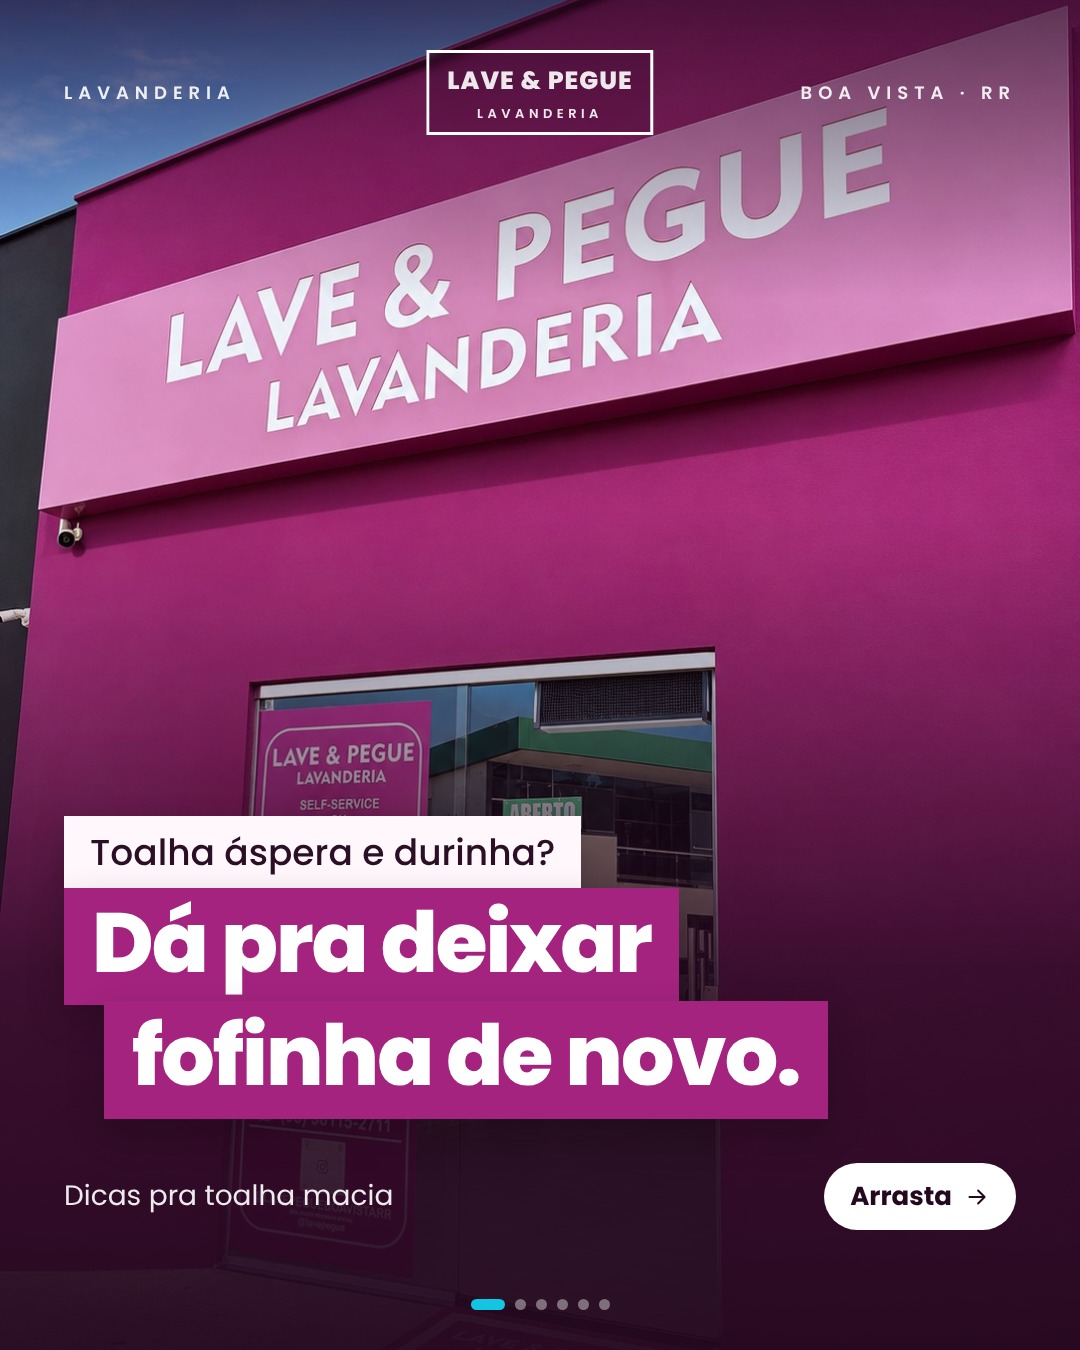 LAVANDERIA
LAVE & PEGUE
LAVANDERIA
BOA VISTA · RR
LAVE & PEGUE
LAVANDERIA
LAVE & PEGUE
LAVANDERIA
SELF-SERVICE
ABERTO
Toalha áspera e durinha?
Dá pra deixar
fofinha de novo.
Dicas pra toalha macia
Arrasta →